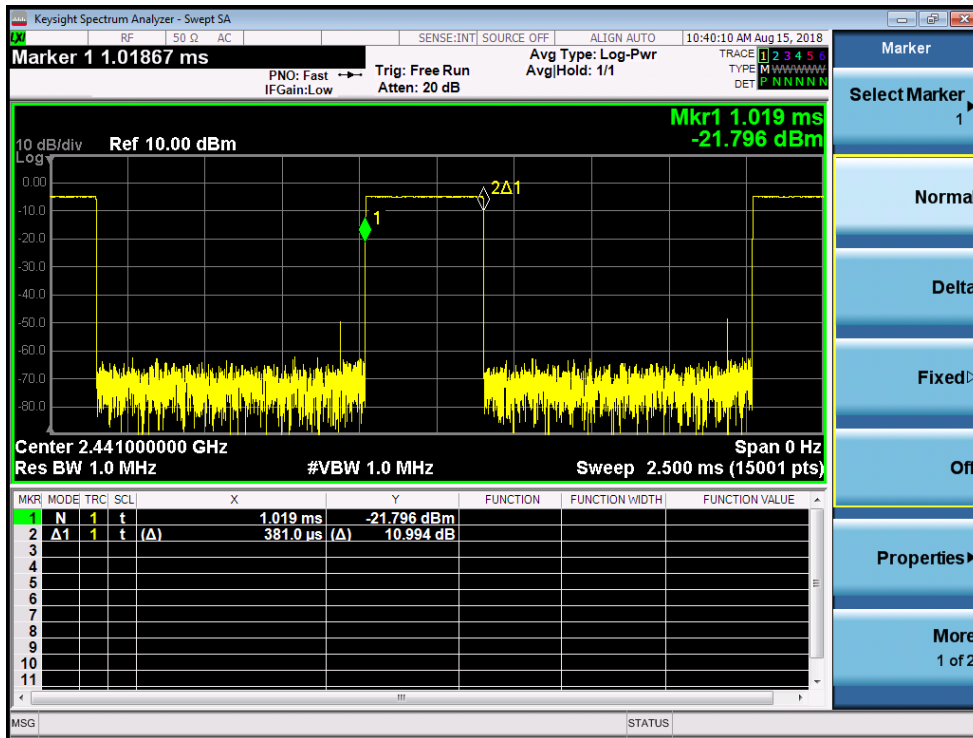 Keysight Spectrum Analyzer - Swept SA
LXI RF 50 Ω AC SENSE:INT SOURCE OFF ALIGN AUTO 10:40:10 AM Aug 15, 2018
Marker 1 1.01867 ms
PNO: Fast
IFGain:Low
Trig: Free Run
Atten: 20 dB
Avg Type: Log-Pwr
Avg|Hold: 1/1
TRACE 1 2 3 4 5 6
TYPE M W W W W W
DET P N N N N N
Mkr1 1.019 ms
-21.796 dBm
10 dB/div Ref 10.00 dBm
Log
0.00
-10.0
-20.0
-30.0
-40.0
-50.0
-60.0
-70.0
-80.0
1
2Δ1
Center 2.441000000 GHz Span 0 Hz
Res BW 1.0 MHz #VBW 1.0 MHz Sweep 2.500 ms (15001 pts)
MKR MODE TRC SCL X Y FUNCTION FUNCTION WIDTH FUNCTION VALUE
1 N 1 t 1.019 ms -21.796 dBm
2 Δ1 1 t (Δ) 381.0 µs (Δ) 10.994 dB
3
4
5
6
7
8
9
10
11
MSG STATUS
Marker
Select Marker
1
Normal
Delta
Fixed
Off
Properties
More
1 of 2